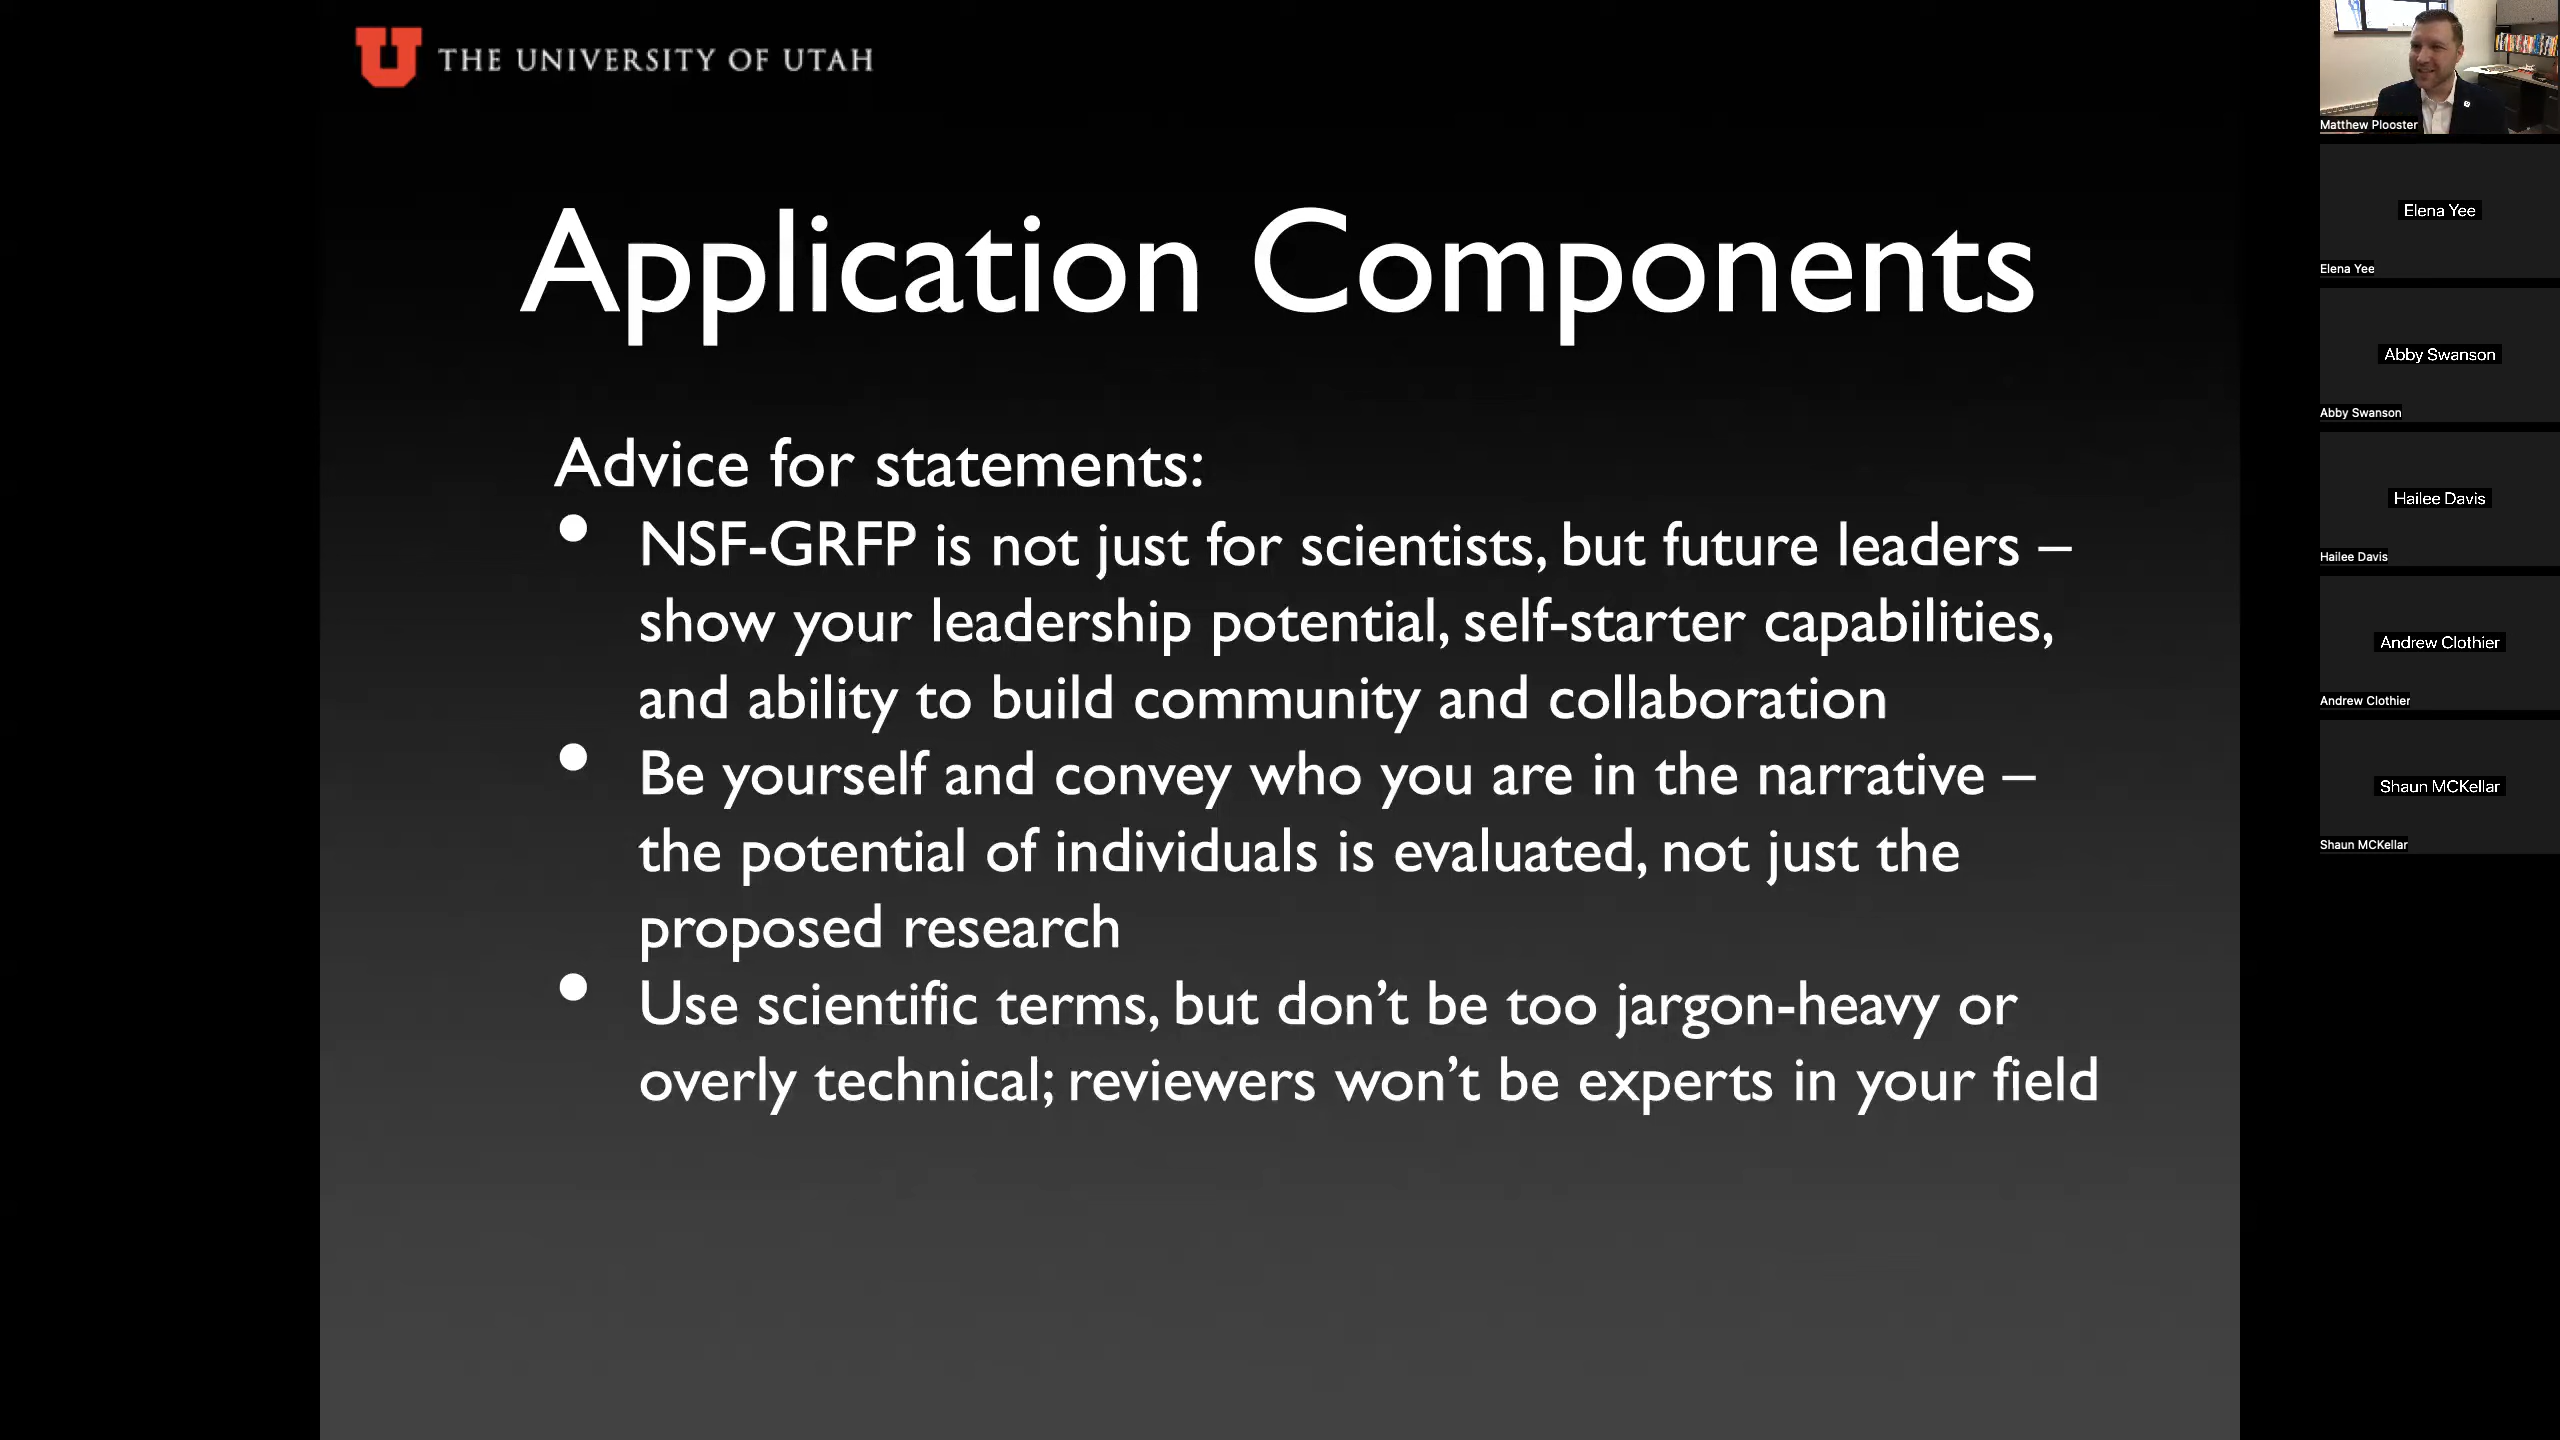 THE UNIVERSITY OF UTAH
Application Components
Advice for statements:
• NSF-GRFP is not just for scientists, but future leaders –
show your leadership potential, self-starter capabilities,
and ability to build community and collaboration
• Be yourself and convey who you are in the narrative –
the potential of individuals is evaluated, not just the
proposed research
• Use scientific terms, but don’t be too jargon-heavy or
overly technical; reviewers won’t be experts in your field
Matthew Plooster
Elena Yee
Elena Yee
Abby Swanson
Abby Swanson
Hailee Davis
Hailee Davis
Andrew Clothier
Andrew Clothier
Shaun MCKellar
Shaun MCKellar